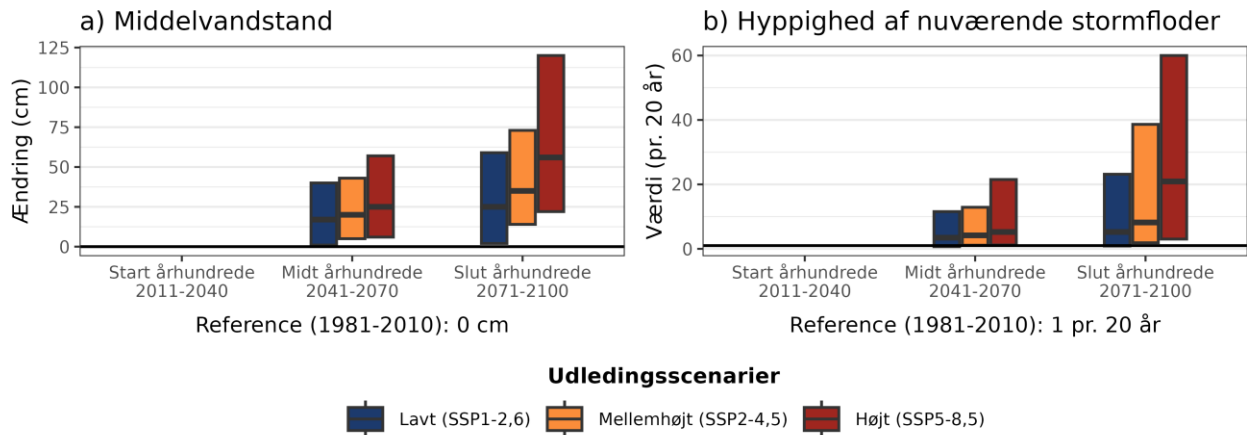 a) Middelvandstand
Ændring (cm)
125
100
75
50
25
0
Start århundrede
2011-2040
Midt århundrede
2041-2070
Slut århundrede
2071-2100
Reference (1981-2010): 0 cm
b) Hyppighed af nuværende stormfloder
Værdi (pr. 20 år)
60
40
20
0
Start århundrede
2011-2040
Midt århundrede
2041-2070
Slut århundrede
2071-2100
Reference (1981-2010): 1 pr. 20 år
Udledingsscenarier
Lavt (SSP1-2,6)
Mellemhøjt (SSP2-4,5)
Højt (SSP5-8,5)